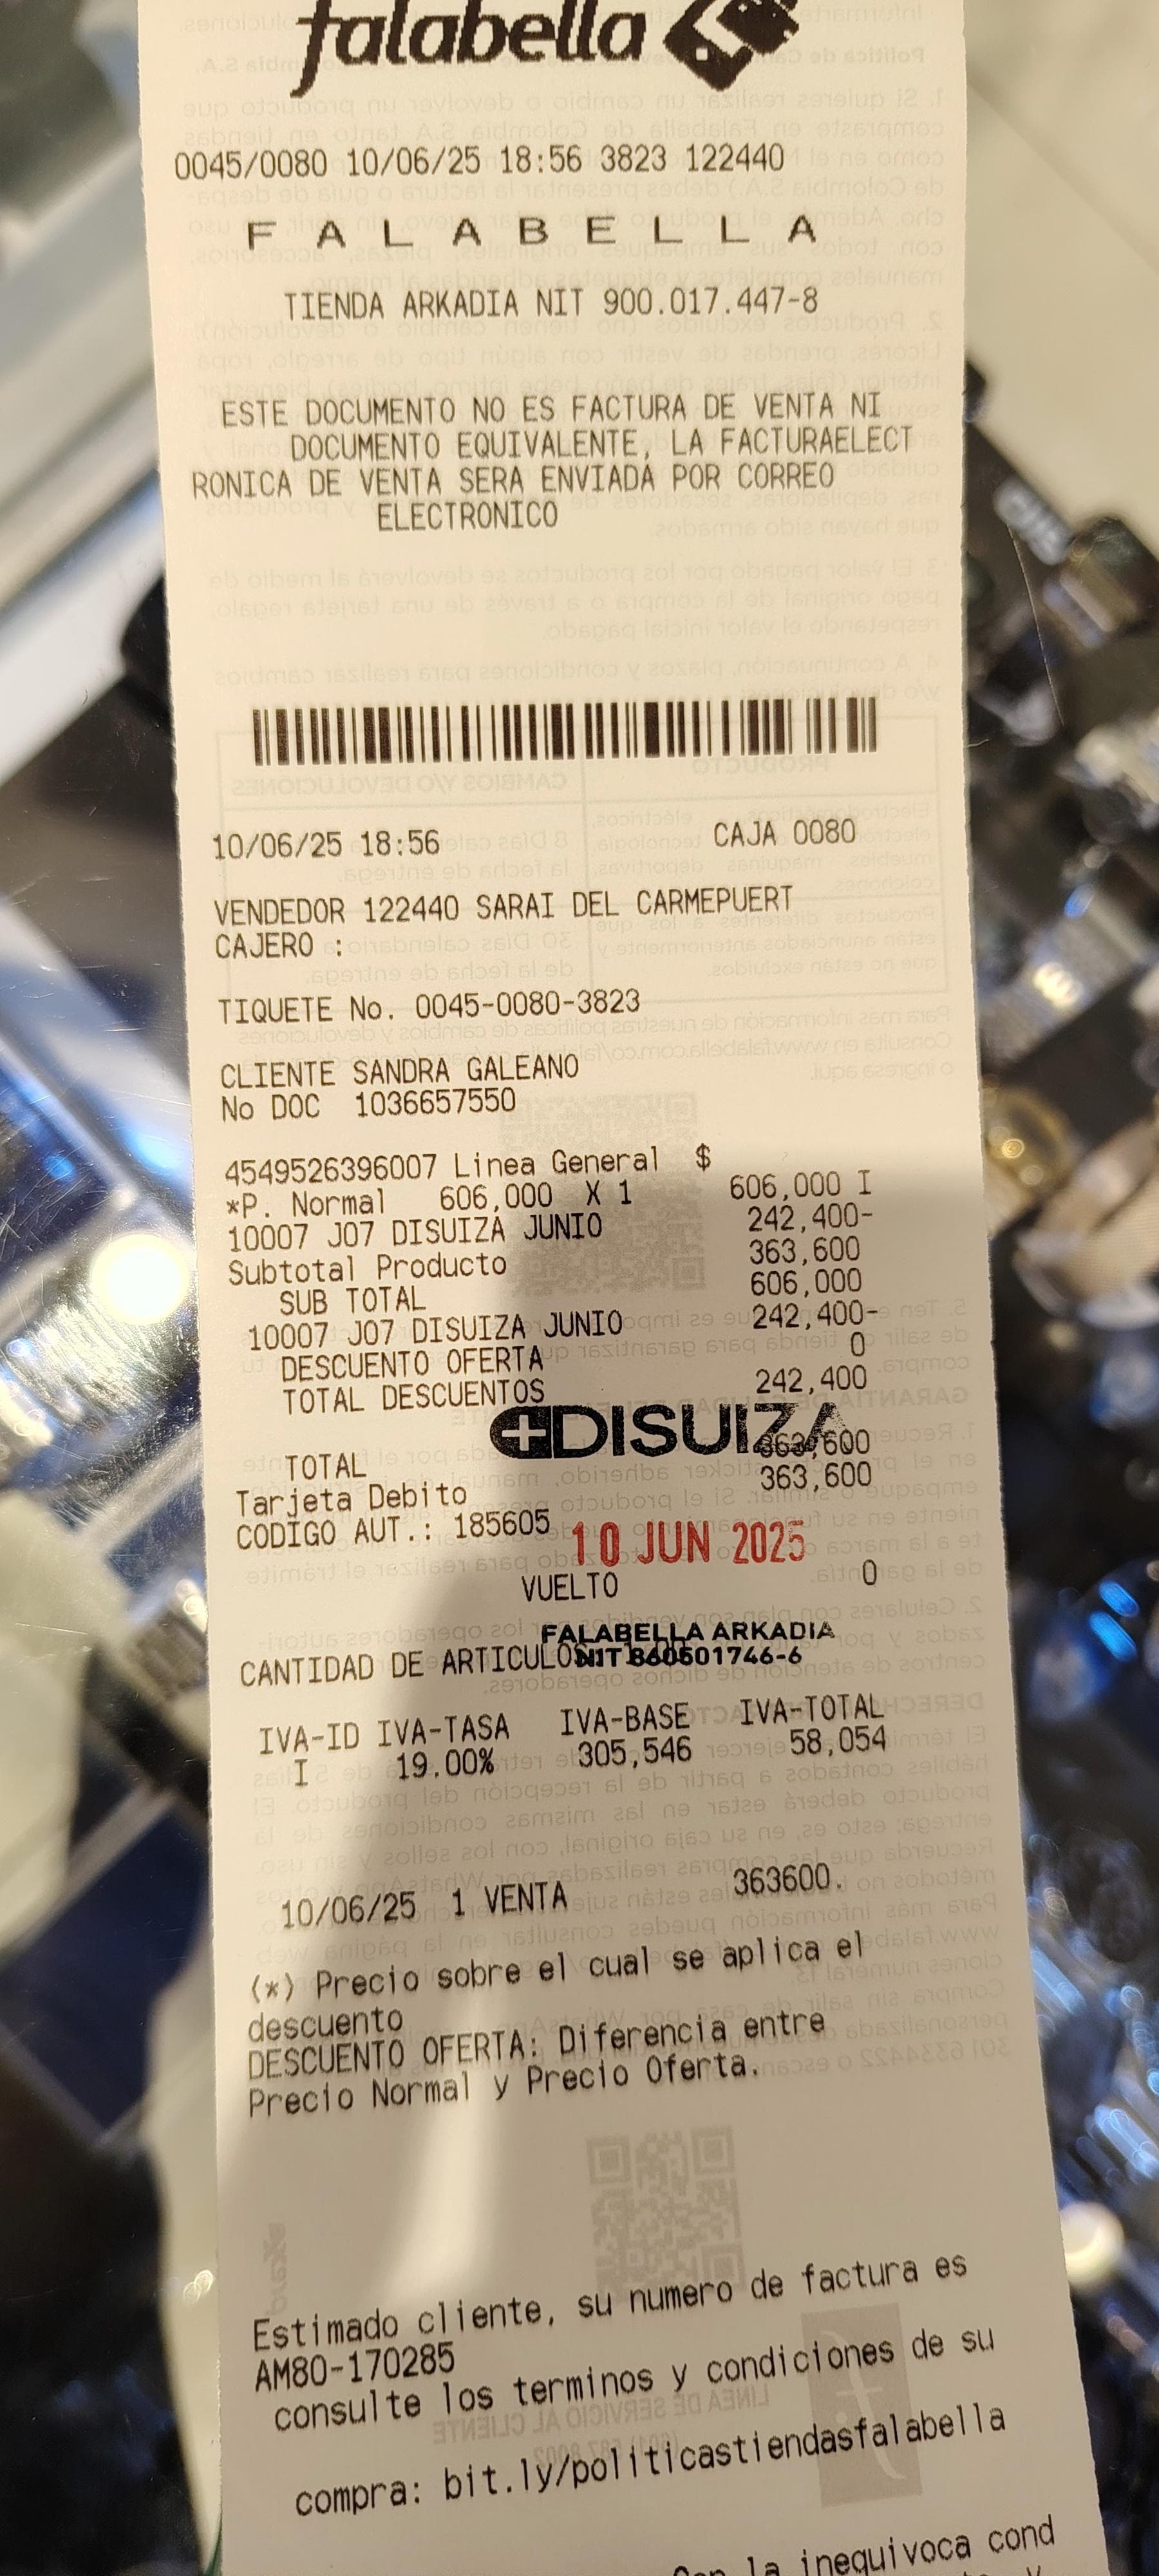 falabella
0045/0080 10/06/25 18:56 3823 122440
FALABELLA
TIENDA ARKADIA NIT 900.017.447-8
ESTE DOCUMENTO NO ES FACTURA DE VENTA NI
DOCUMENTO EQUIVALENTE, LA FACTURAELECT
RONICA DE VENTA SERA ENVIADA POR CORREO
ELECTRONICO
10/06/25 18:56 CAJA 0080
VENDEDOR 122440 SARAI DEL CARMEPUERT
CAJERO :
TIQUETE No. 0045-0080-3823
CLIENTE SANDRA GALEANO
No DOC 1036657550
4549526396007 Linea General $
*P. Normal 606,000 X 1 606,000 I
10007 J07 DISUIZA JUNIO 242,400-
Subtotal Producto 363,600
SUB TOTAL 606,000
10007 J07 DISUIZA JUNIO 242,400-
DESCUENTO OFERTA 0
TOTAL DESCUENTOS 242,400
DISUIZA
TOTAL 363,600
Tarjeta Debito 363,600
CODIGO AUT.: 185605
10 JUN 2025
VUELTO 0
FALABELLA ARKADIA
CANTIDAD DE ARTICULOS
NIT 860501746-6
IVA-ID IVA-TASA IVA-BASE IVA-TOTAL
I 19.00% 305,546 58,054
10/06/25 1 VENTA 363600.
(*) Precio sobre el cual se aplica el
descuento
DESCUENTO OFERTA: Diferencia entre
Precio Normal y Precio Oferta.
Estimado cliente, su numero de factura es
AM80-170285
consulte los terminos y condiciones de su
compra: bit.ly/politicastiendasfalabella
la inequivoca cond